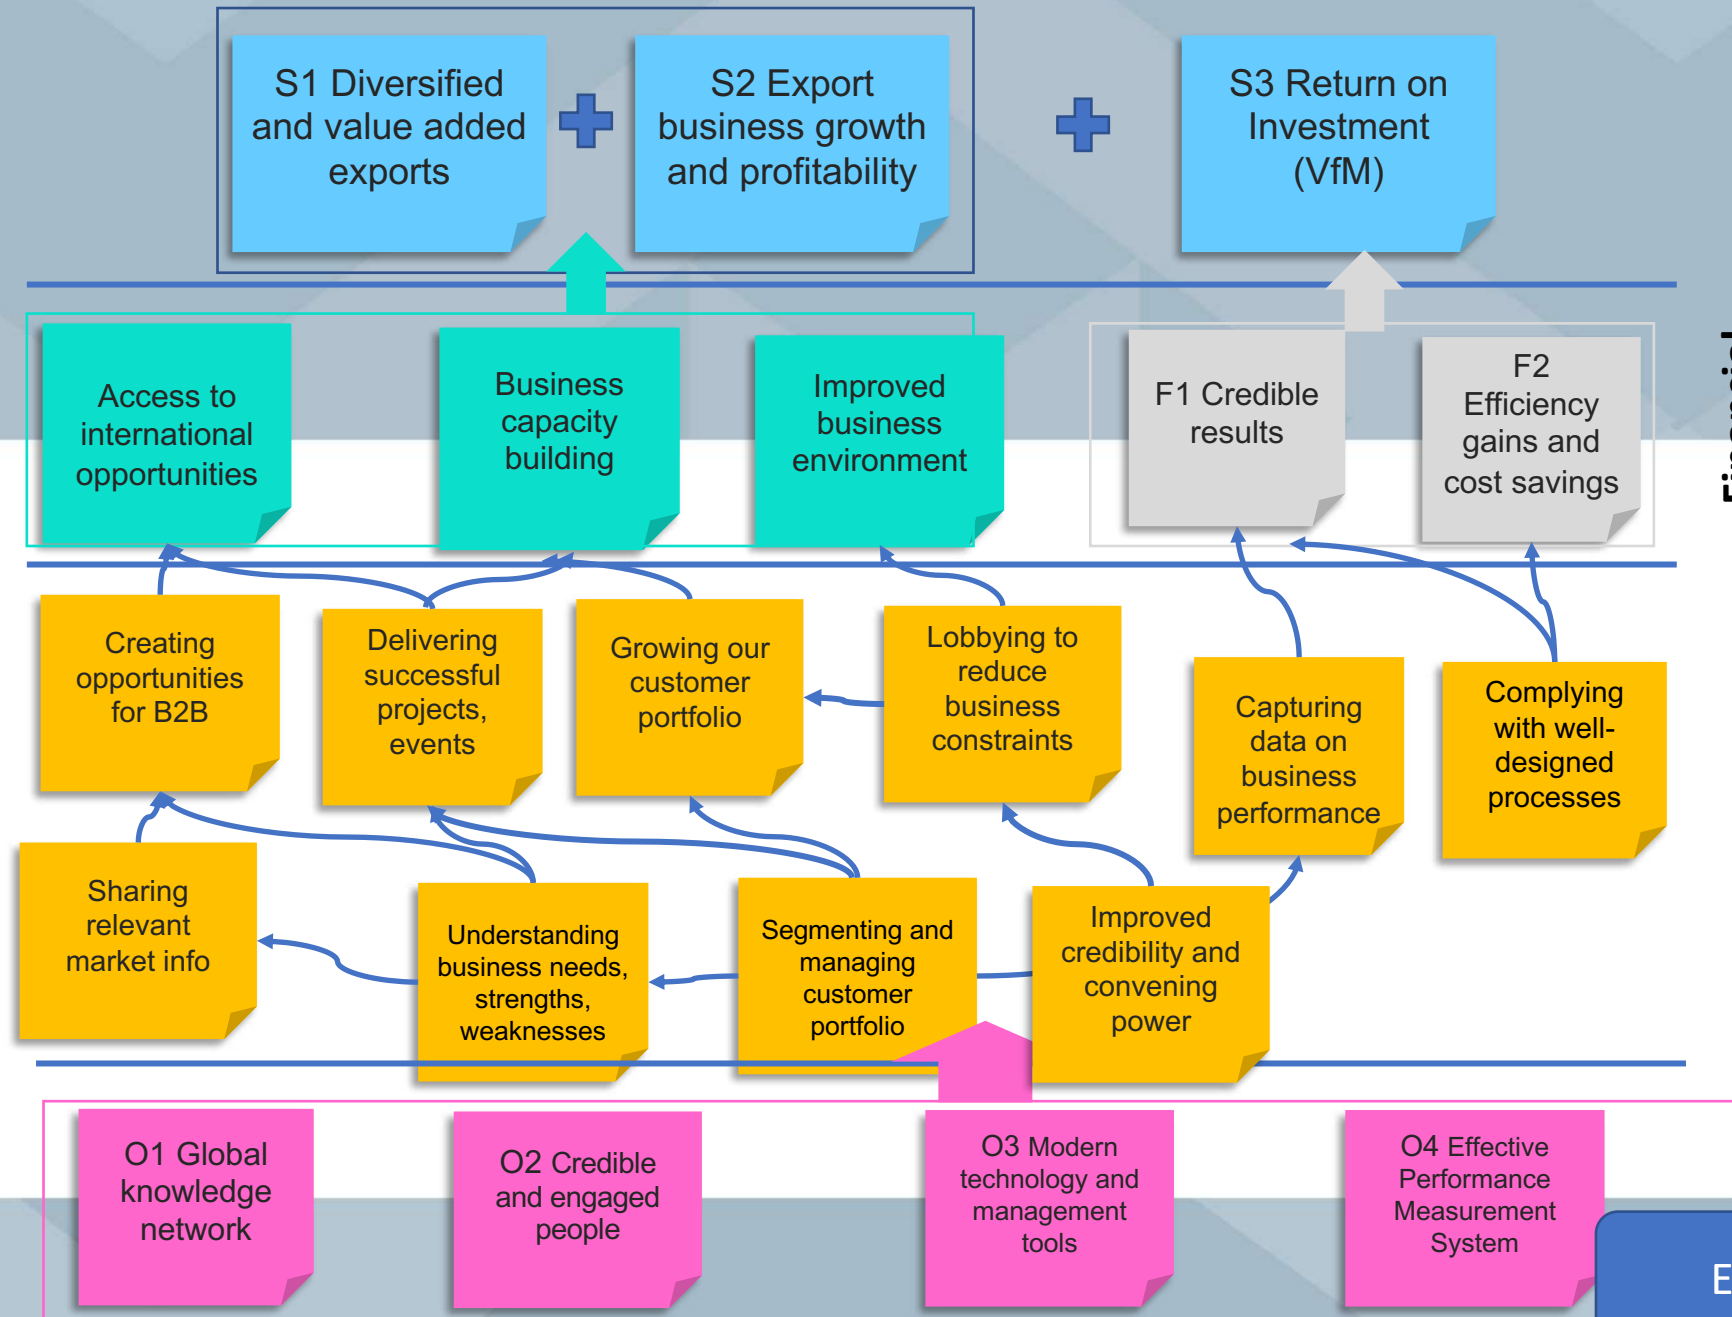 S1 Diversified
and value added
exports
S2 Export
business growth
and profitability
S3 Return on
Investment
(VfM)
Access to
international
opportunities
Business
capacity
building
Improved
business
environment
F1 Credible
results
F2
Efficiency
gains and
cost savings
Financial
Creating
opportunities
for B2B
Delivering
successful
projects,
events
Growing our
customer
portfolio
Lobbying to
reduce
business
constraints
Capturing
data on
business
performance
Complying
with well-
designed
processes
Sharing
relevant
market info
Understanding
business needs,
strengths,
weaknesses
Segmenting and
managing
customer
portfolio
Improved
credibility and
convening
power
O1 Global
knowledge
network
O2 Credible
and engaged
people
O3 Modern
technology and
management
tools
O4 Effective
Performance
Measurement
System
E